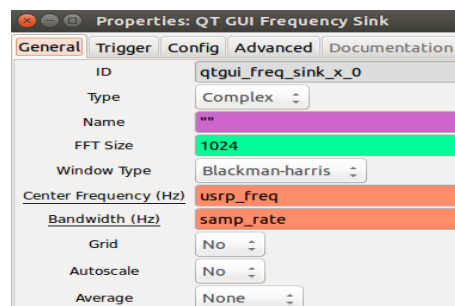 Properties: QT GUI Frequency Sink
General Trigger Config Advanced Documentation
ID qtgui_freq_sink_x_0
Type Complex
Name ""
FFT Size 1024
Window Type Blackman-harris
Center Frequency (Hz) usrp_freq
Bandwidth (Hz) samp_rate
Grid No
Autoscale No
Average None